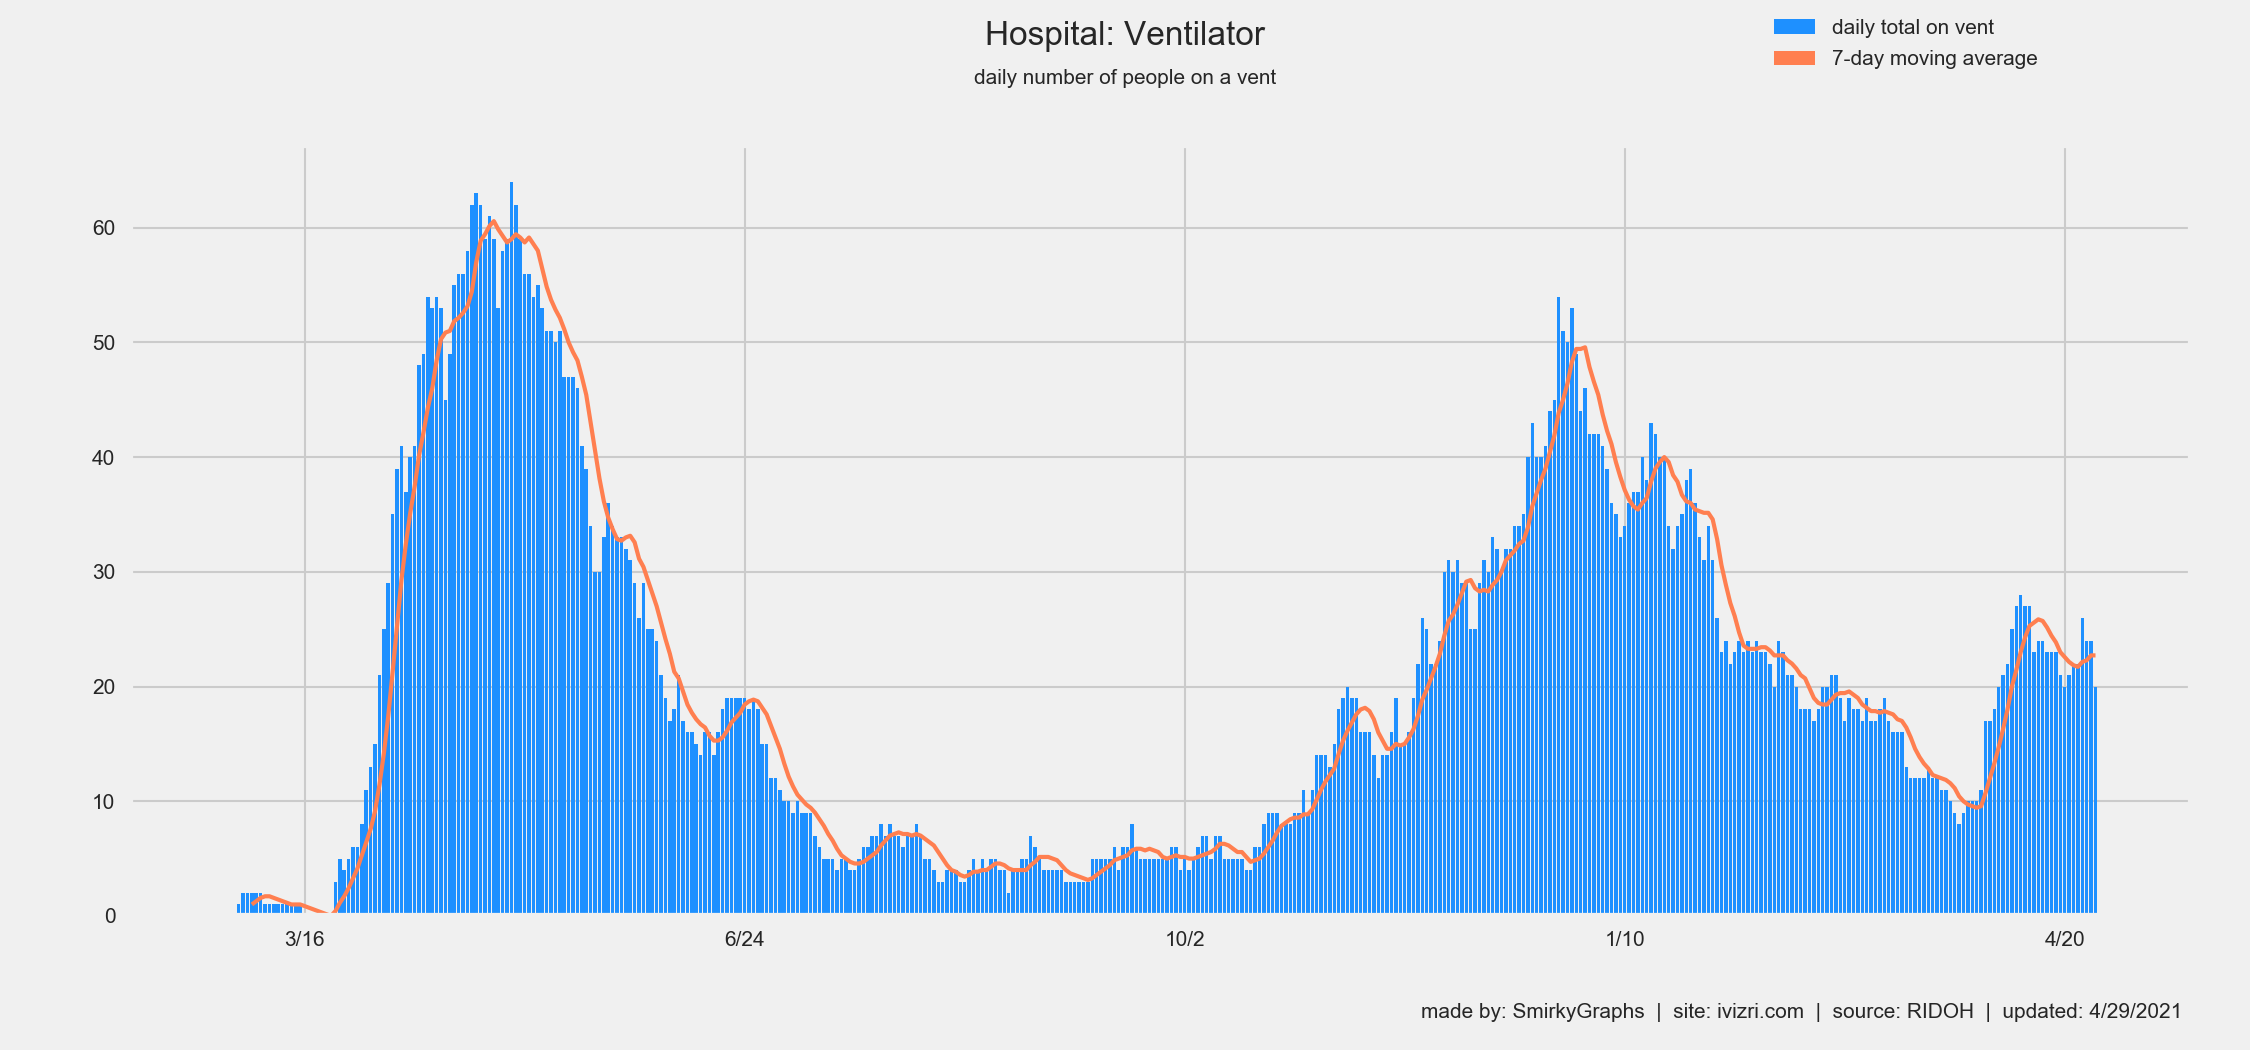 Hospital: Ventilator
daily number of people on a vent
daily total on vent
7-day moving average
60
50
40
30
20
10
0
3/16 6/24 10/2 1/10 4/20
made by: SmirkyGraphs | site: ivizri.com | source: RIDOH | updated: 4/29/2021